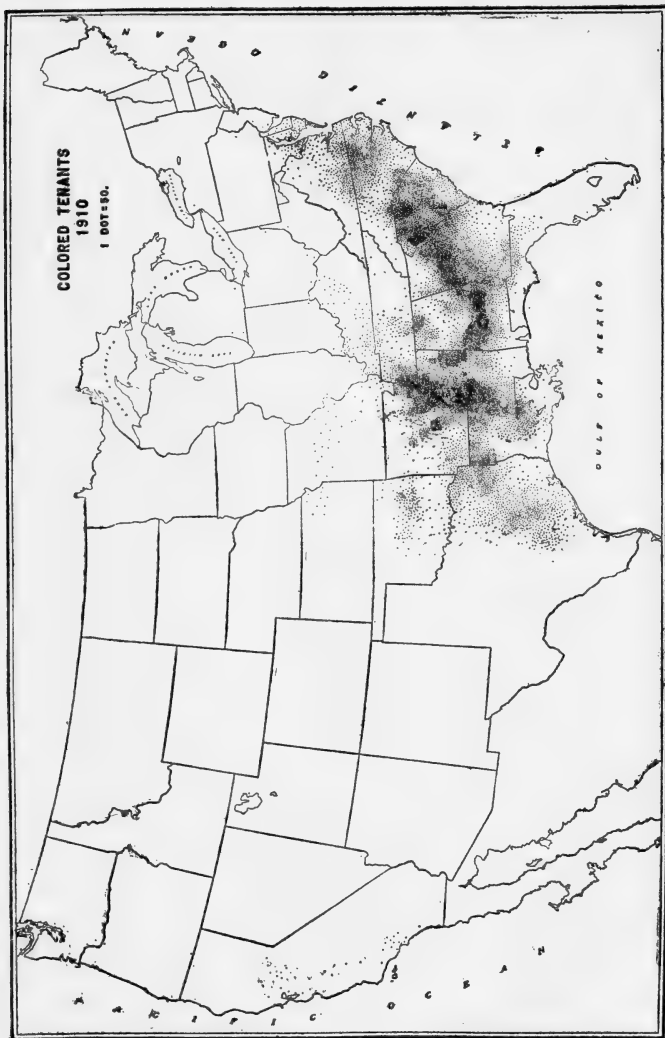 COLORED TENANTS
1910
1 DOT=50.
ATLANTIC OCEAN
GULF OF MEXICO
PACIFIC OCEAN